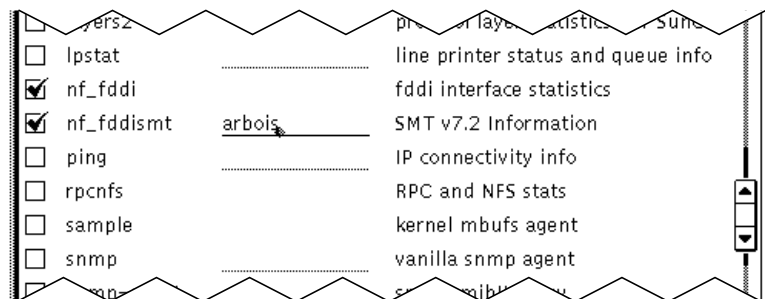 lpstat line printer status and queue info
nf_fddi fddi interface statistics
nf_fddismt arbois SMT v7.2 Information
ping IP connectivity info
rpcnfs RPC and NFS stats
sample kernel mbufs agent
snmp vanilla snmp agent